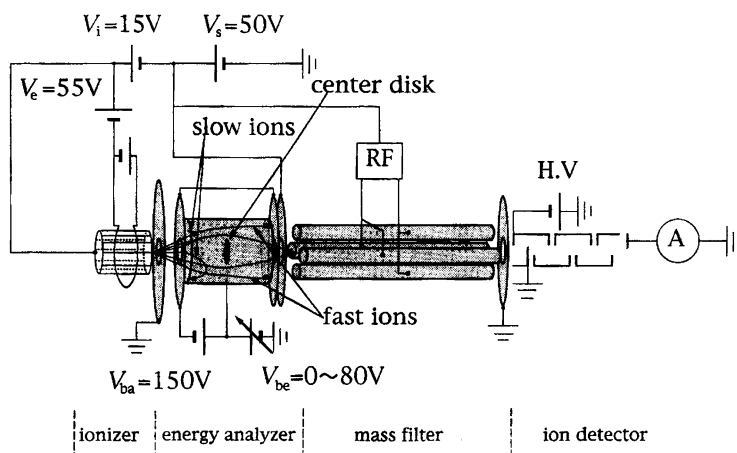 V_i=15V V_s=50V
V_e=55V center disk
slow ions
RF
H.V
A
fast ions
V_ba=150V V_be=0～80V
ionizer energy analyzer mass filter ion detector